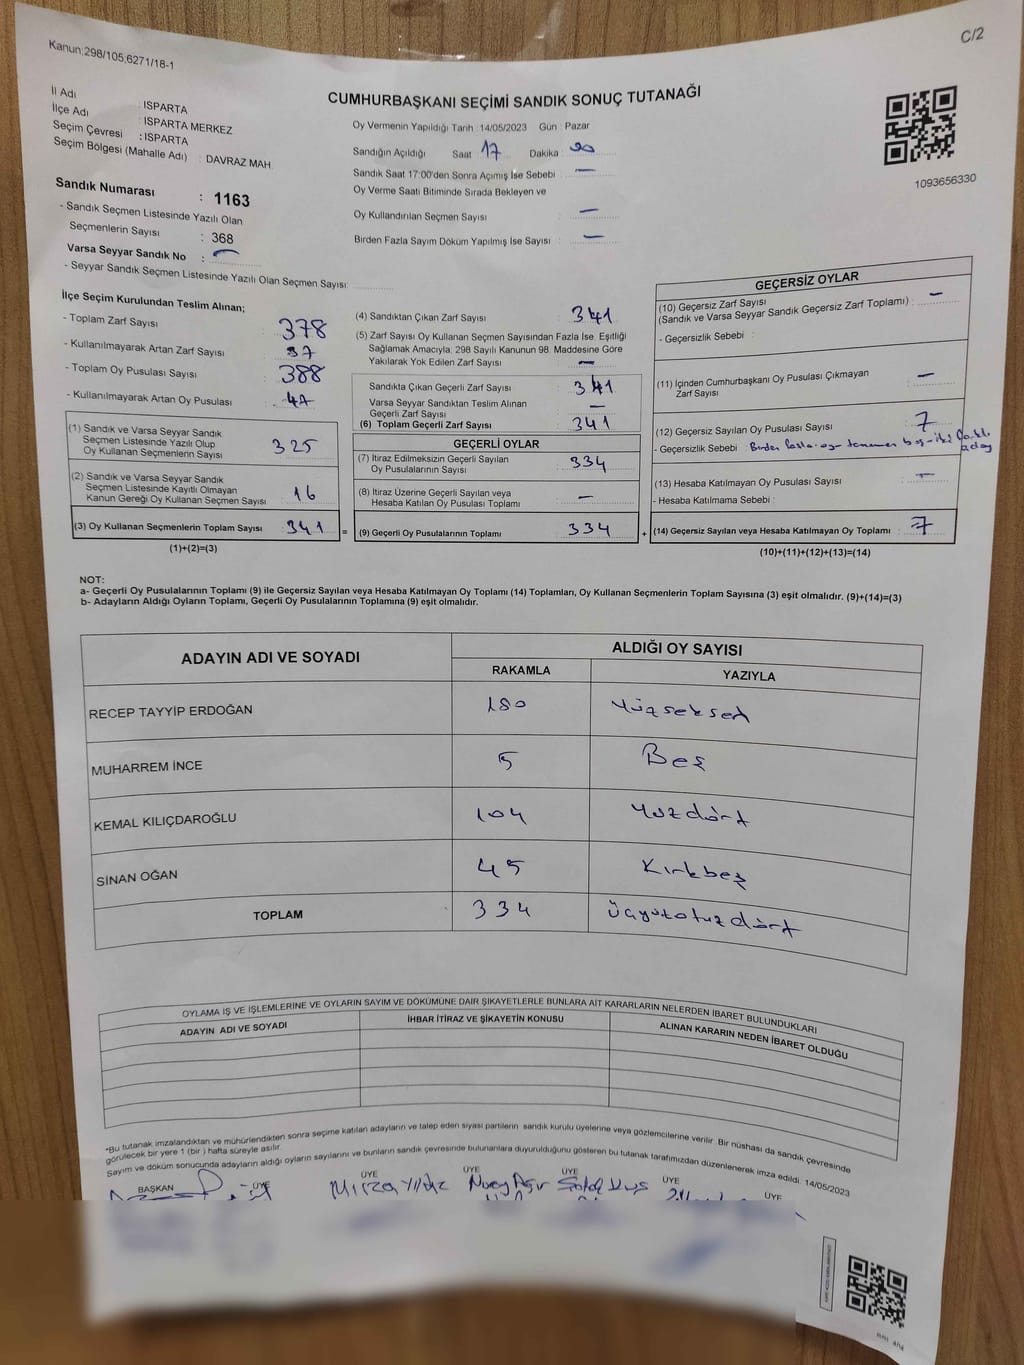 C/2
Kanun:298/105,6271/18-1
CUMHURBAŞKANI SEÇİMİ SANDIK SONUÇ TUTANAĞI
1093656330
İl Adı : ISPARTA
İlçe Adı : ISPARTA MERKEZ
Seçim Çevresi : ISPARTA
Seçim Bölgesi (Mahalle Adı) : DAVRAZ MAH
Sandık Numarası : 1163
- Sandık Seçmen Listesinde Yazılı Olan
Seçmenlerin Sayısı : 368
Varsa Seyyar Sandık No : -
- Seyyar Sandık Seçmen Listesinde Yazılı Olan Seçmen Sayısı:
Oy Vermenin Yapıldığı Tarih :14/05/2023 Gün : Pazar
Sandığın Açıldığı Saat 17 Dakika 20
Sandık Saat 17:00'den Sonra Açımış İse Sebebi : -
Oy Verme Saati Bitiminde Sırada Bekleyen ve
Oy Kullandırılan Seçmen Sayısı : -
Birden Fazla Sayım Döküm Yapılmış İse Sayısı : -
İlçe Seçim Kurulundan Teslim Alınan;
- Toplam Zarf Sayısı : 378
- Kullanılmayarak Artan Zarf Sayısı : 37
- Toplam Oy Pusulası Sayısı : 388
- Kullanılmayarak Artan Oy Pusulası : 47
(1) Sandık ve Varsa Seyyar Sandık
Seçmen Listesinde Yazılı Olup
Oy Kullanan Seçmenlerin Sayısı : 325
(2) Sandık ve Varsa Seyyar Sandık
Seçmen Listesinde Kayıtlı Olmayan
Kanun Gereği Oy Kullanan Seçmen Sayısı : 16
(3) Oy Kullanan Seçmenlerin Toplam Sayısı : 341 =
(1)+(2)=(3)
(4) Sandıktan Çıkan Zarf Sayısı : 341
(5) Zarf Sayısı Oy Kullanan Seçmen Sayısından Fazla İse, Eşitliği
Sağlamak Amacıyla; 298 Sayılı Kanunun 98. Maddesine Göre
Yakılarak Yok Edilen Zarf Sayısı : -
Sandıkta Çıkan Geçerli Zarf Sayısı : 341
Varsa Seyyar Sandıktan Teslim Alınan
Geçerli Zarf Sayısı : -
(6) Toplam Geçerli Zarf Sayısı : 341
GEÇERLİ OYLAR
(7) İtiraz Edilmeksizin Geçerli Sayılan
Oy Pusulalarının Sayısı : 334
(8) İtiraz Üzerine Geçerli Sayılan veya
Hesaba Katılan Oy Pusulası Toplamı : -
(9) Geçerli Oy Pusulalarının Toplamı : 334 +
GEÇERSİZ OYLAR
(10) Geçersiz Zarf Sayısı
(Sandık ve Varsa Seyyar Sandık Geçersiz Zarf Toplamı) : -
- Geçersizlik Sebebi :
(11) İçinden Cumhurbaşkanı Oy Pusulası Çıkmayan
Zarf Sayısı : -
(12) Geçersiz Sayılan Oy Pusulası Sayısı : 7
- Geçersizlik Sebebi : Birden fazla oy - tamamen boş - iki farklı
aday
(13) Hesaba Katılmayan Oy Pusulası Sayısı : -
- Hesaba Katılmama Sebebi :
(14) Geçersiz Sayılan veya Hesaba Katılmayan Oy Toplamı : 7
(10)+(11)+(12)+(13)=(14)
NOT:
a- Geçerli Oy Pusulalarının Toplamı (9) ile Geçersiz Sayılan veya Hesaba Katılmayan Oy Toplamı (14) Toplamları, Oy Kullanan Seçmenlerin Toplam Sayısına (3) eşit olmalıdır. (9)+(14)=(3)
b- Adayların Aldığı Oyların Toplamı, Geçerli Oy Pusulalarının Toplamına (9) eşit olmalıdır.
ADAYIN ADI VE SOYADI ALDIĞI OY SAYISI
RAKAMLA YAZIYLA
RECEP TAYYİP ERDOĞAN 180 Yüzseksen
MUHARREM İNCE 5 Beş
KEMAL KILIÇDAROĞLU 104 Yüzdört
SİNAN OĞAN 45 Kırkbeş
TOPLAM 334 Üçyüzotuzdört
OYLAMA İŞ VE İŞLEMLERİNE VE OYLARIN SAYIM VE DÖKÜMÜNE DAİR ŞİKAYETLERLE BUNLARA AİT KARARLARIN NELERDEN İBARET BULUNDUKLARI
ADAYIN ADI VE SOYADI İHBAR İTİRAZ VE ŞİKAYETİN KONUSU ALINAN KARARIN NEDEN İBARET OLDUĞU
*Bu tutanak imzalandıktan ve mühürlendikten sonra seçime katılan adayların ve talep eden siyasi partilerin sandık kurulu üyelerine veya gözlemcilerine verilir. Bir nüshası da sandık çevresinde
görülecek bir yere 1 (bir) hafta süreyle asılır.
Sayım ve döküm sonucunda adayların aldığı oyların sayılarını ve bunların sandık çevresinde bulunanlara duyurulduğunu gösteren bu tutanak tarafımızdan düzenlenerek imza edildi. 14/05/2023
BAŞKAN ÜYE ÜYE ÜYE ÜYE ÜYE ÜYE
Mirza Yıldız